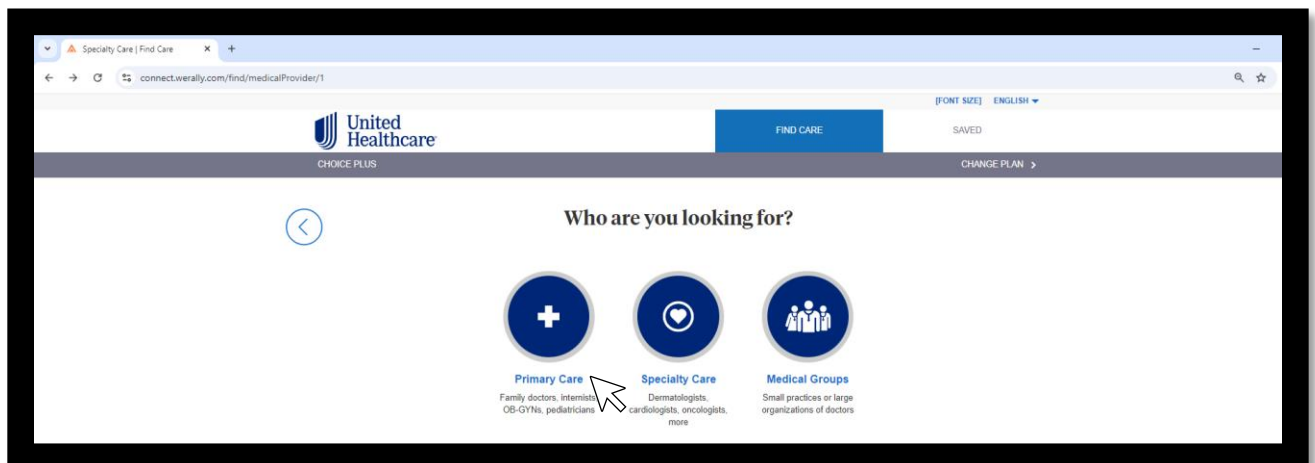 Specialty Care | Find Care
connect.werally.com/find/medicalProvider/1
[FONT SIZE] ENGLISH
United
Healthcare
FIND CARE
SAVED
CHOICE PLUS
CHANGE PLAN
Who are you looking for?
Primary Care
Family doctors, internists,
OB-GYNs, pediatricians
Specialty Care
Dermatologists,
cardiologists, oncologists,
more
Medical Groups
Small practices or large
organizations of doctors